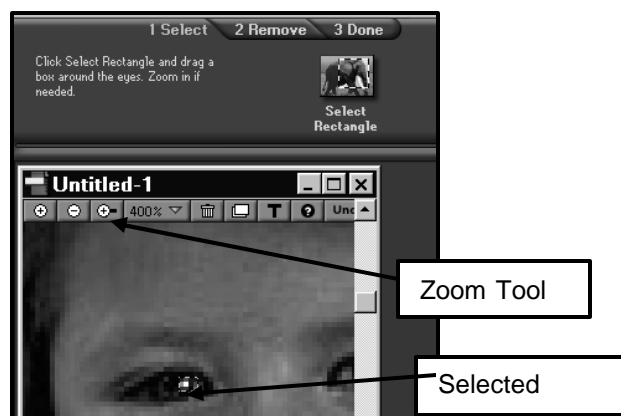 1 Select 2 Remove 3 Done
Click Select Rectangle and drag a
box around the eyes. Zoom in if
needed.
Select
Rectangle
Untitled-1
400% T ? Unc
Zoom Tool
Selected